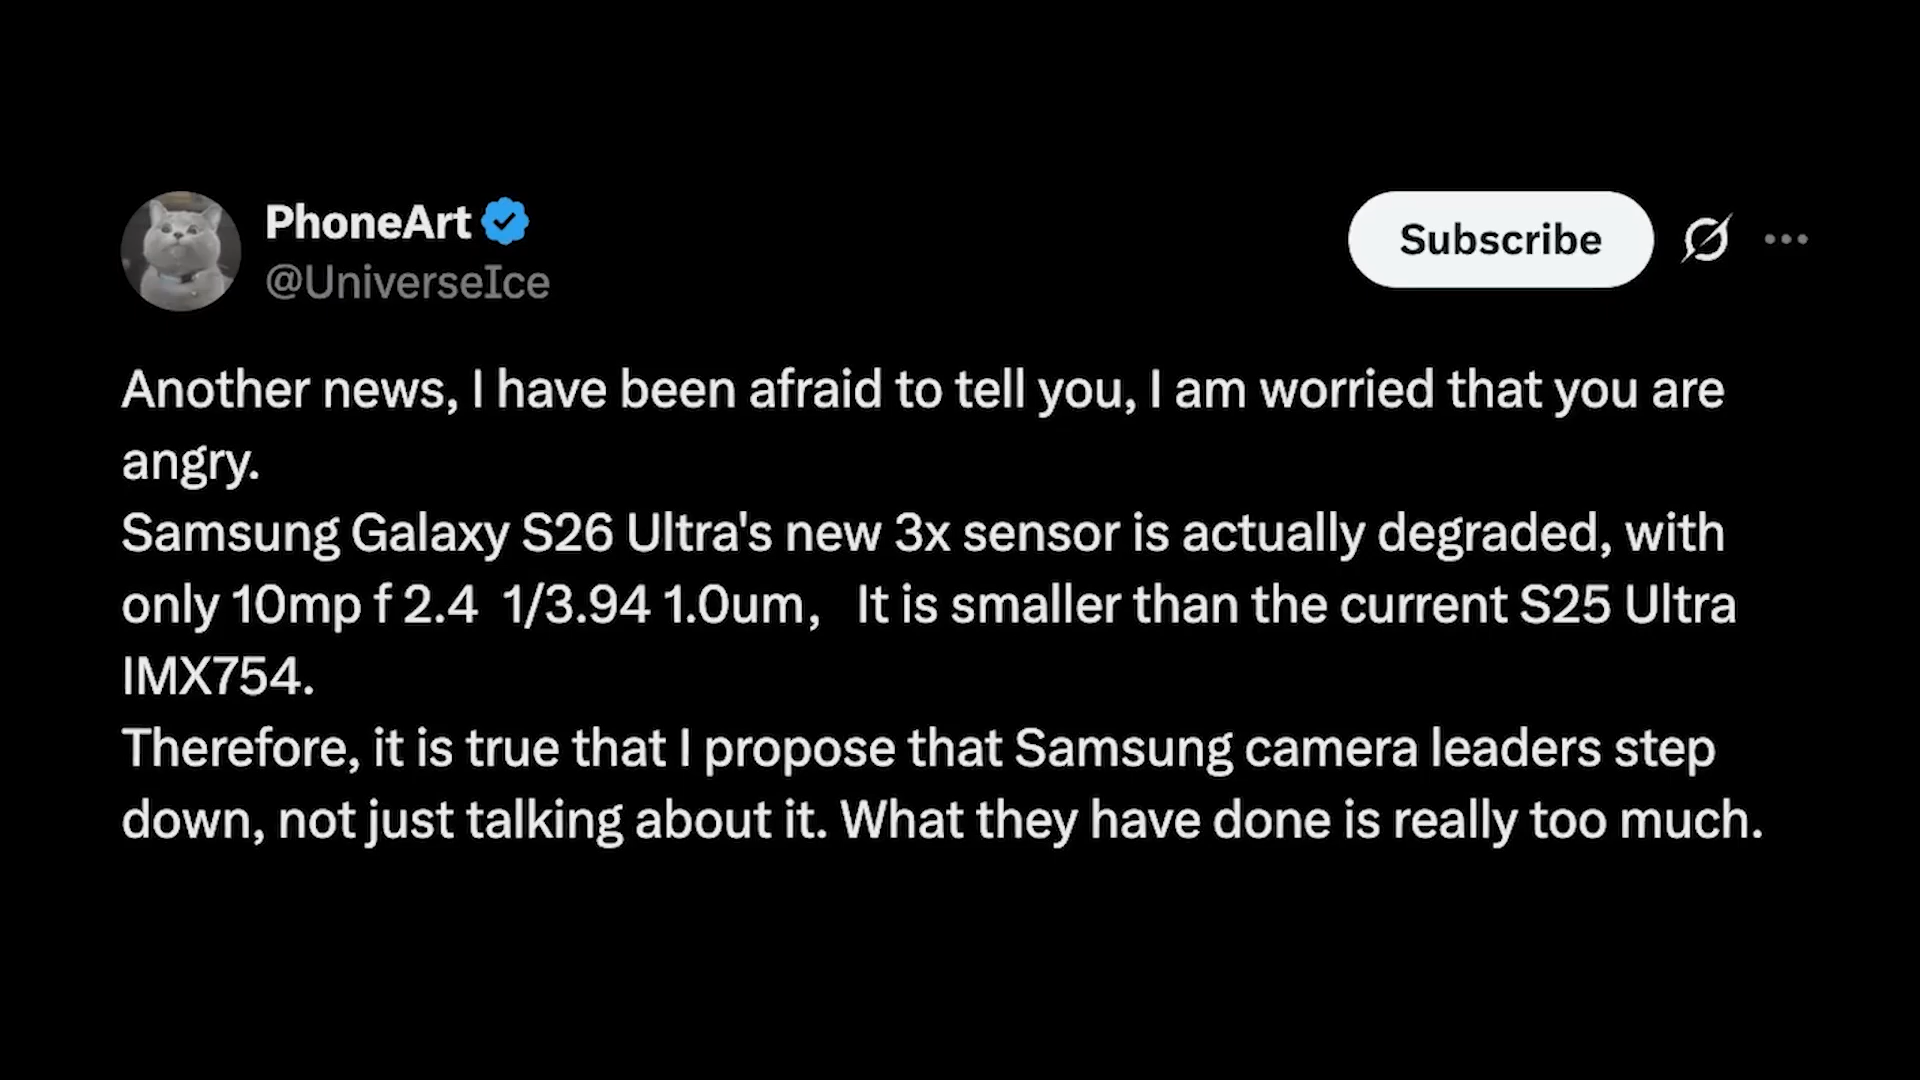 PhoneArt
@UniverseIce
Subscribe
Another news, I have been afraid to tell you, I am worried that you are
angry.
Samsung Galaxy S26 Ultra's new 3x sensor is actually degraded, with
only 10mp f 2.4  1/3.94 1.0um,   It is smaller than the current S25 Ultra
IMX754.
Therefore, it is true that I propose that Samsung camera leaders step
down, not just talking about it. What they have done is really too much.